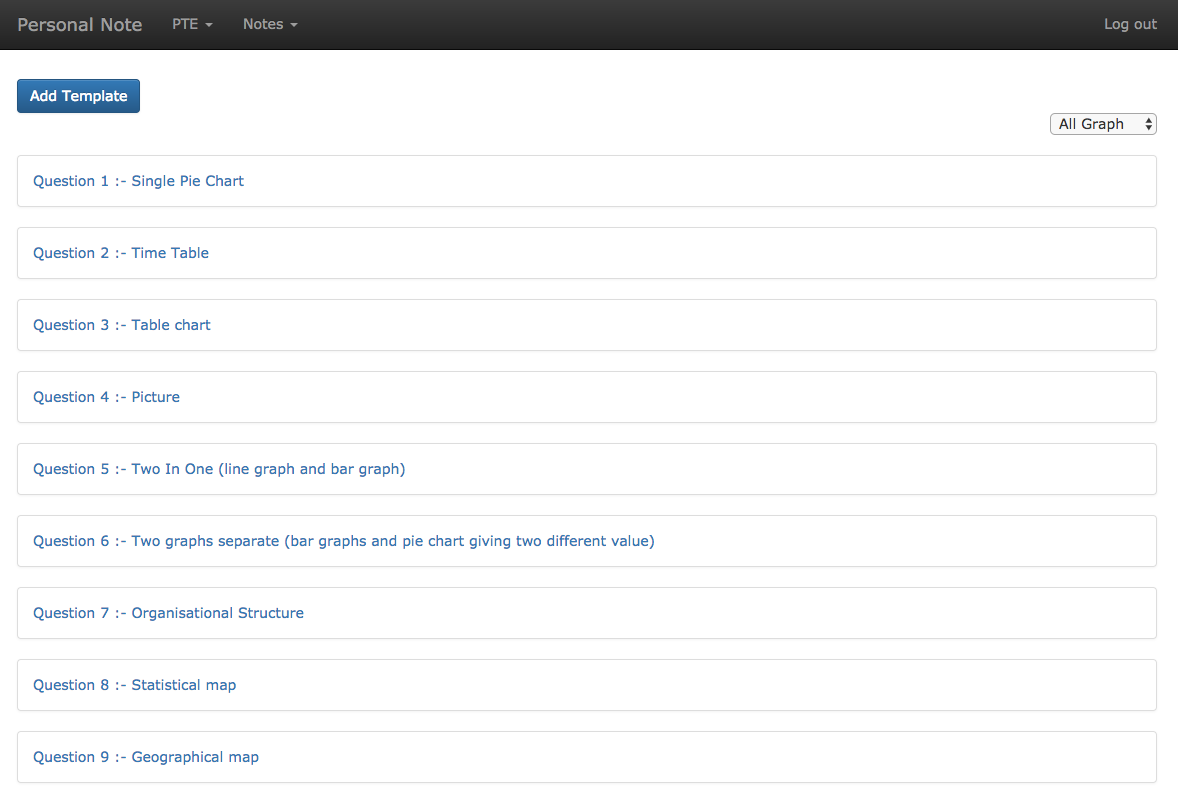 Personal Note PTE Notes Log out
Add Template
All Graph
Question 1 :- Single Pie Chart
Question 2 :- Time Table
Question 3 :- Table chart
Question 4 :- Picture
Question 5 :- Two In One (line graph and bar graph)
Question 6 :- Two graphs separate (bar graphs and pie chart giving two different value)
Question 7 :- Organisational Structure
Question 8 :- Statistical map
Question 9 :- Geographical map